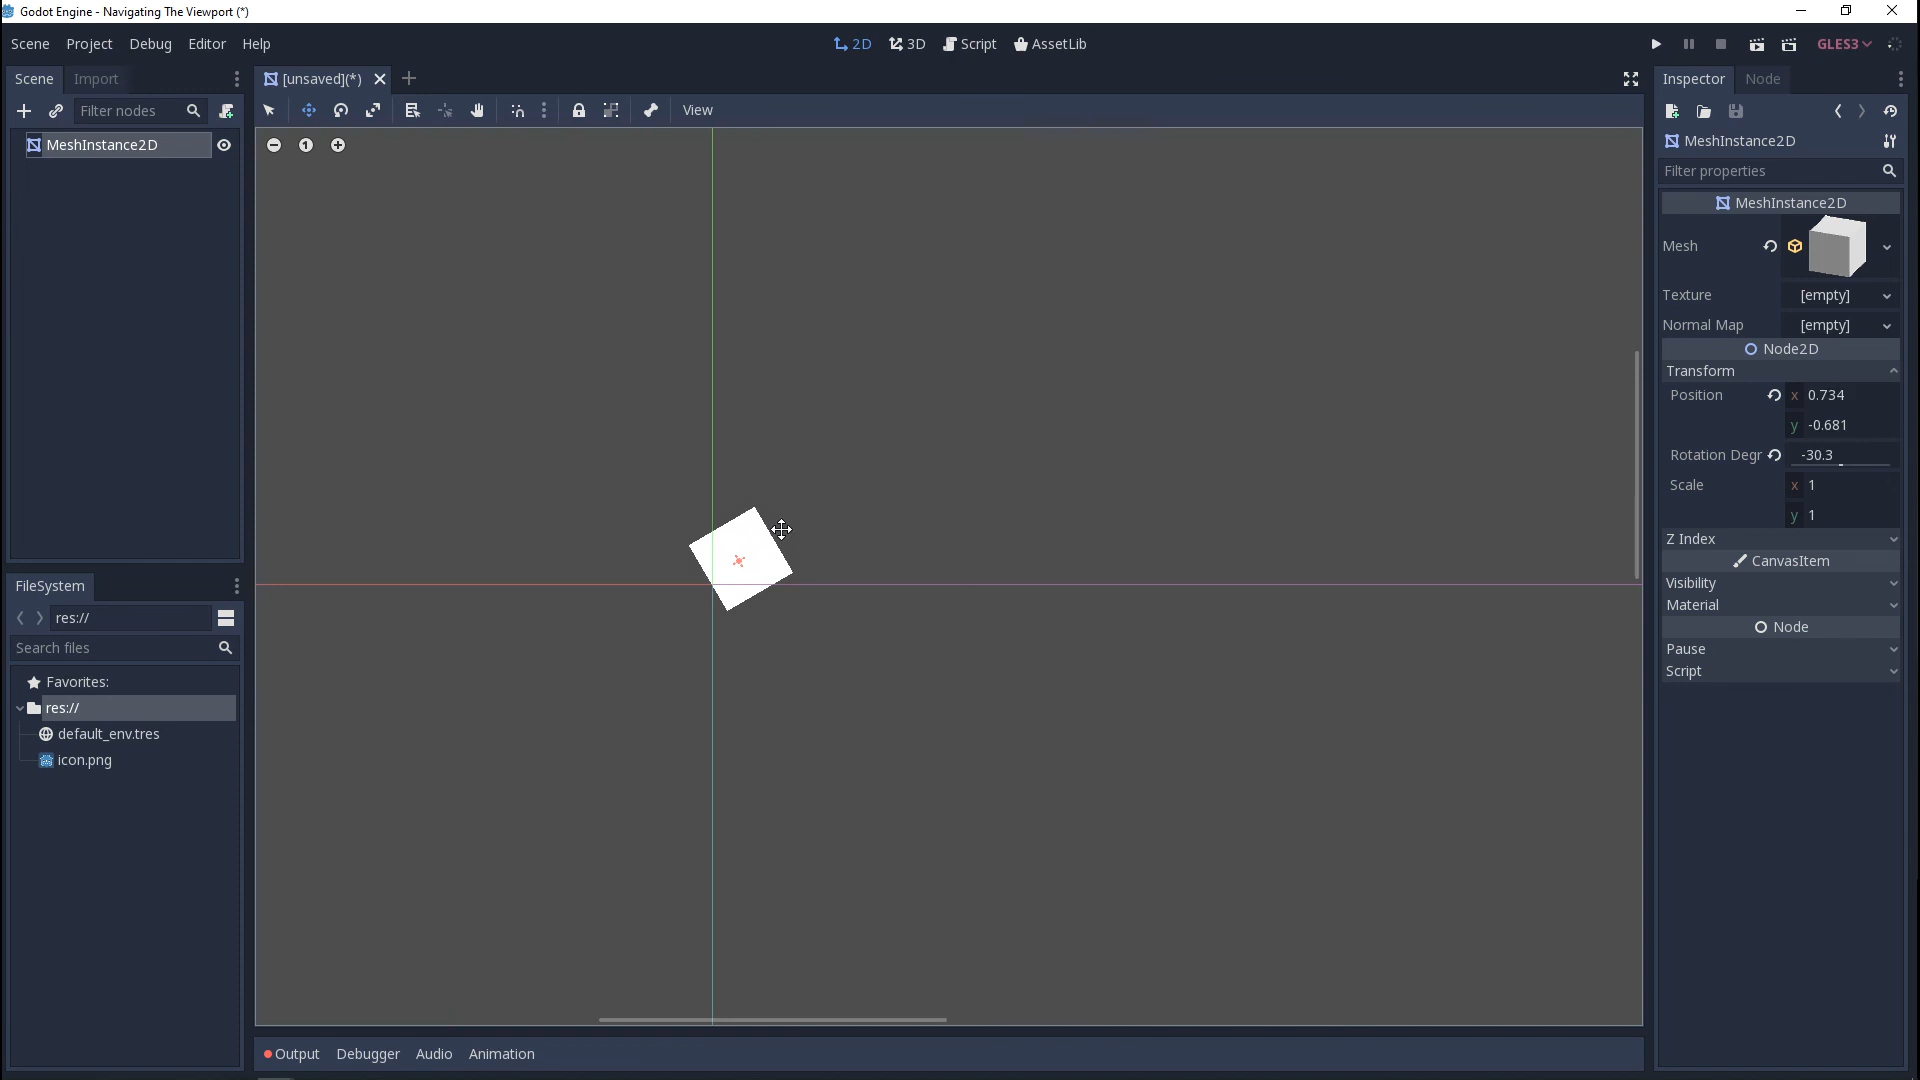 Godot Engine - Navigating The Viewport (*)
Scene Project Debug Editor Help
2D 3D Script AssetLib
GLES3
Scene Import
[unsaved](*)
Inspector Node
Filter nodes
View
MeshInstance2D
1
MeshInstance2D
Filter properties
MeshInstance2D
Mesh
Texture [empty]
Normal Map [empty]
Node2D
Transform
Position x 0.734
y -0.681
Rotation Degr -30.3
Scale x 1
y 1
Z Index
CanvasItem
Visibility
Material
Node
Pause
Script
FileSystem
res://
Search files
Favorites:
res://
default_env.tres
icon.png
Output Debugger Audio Animation